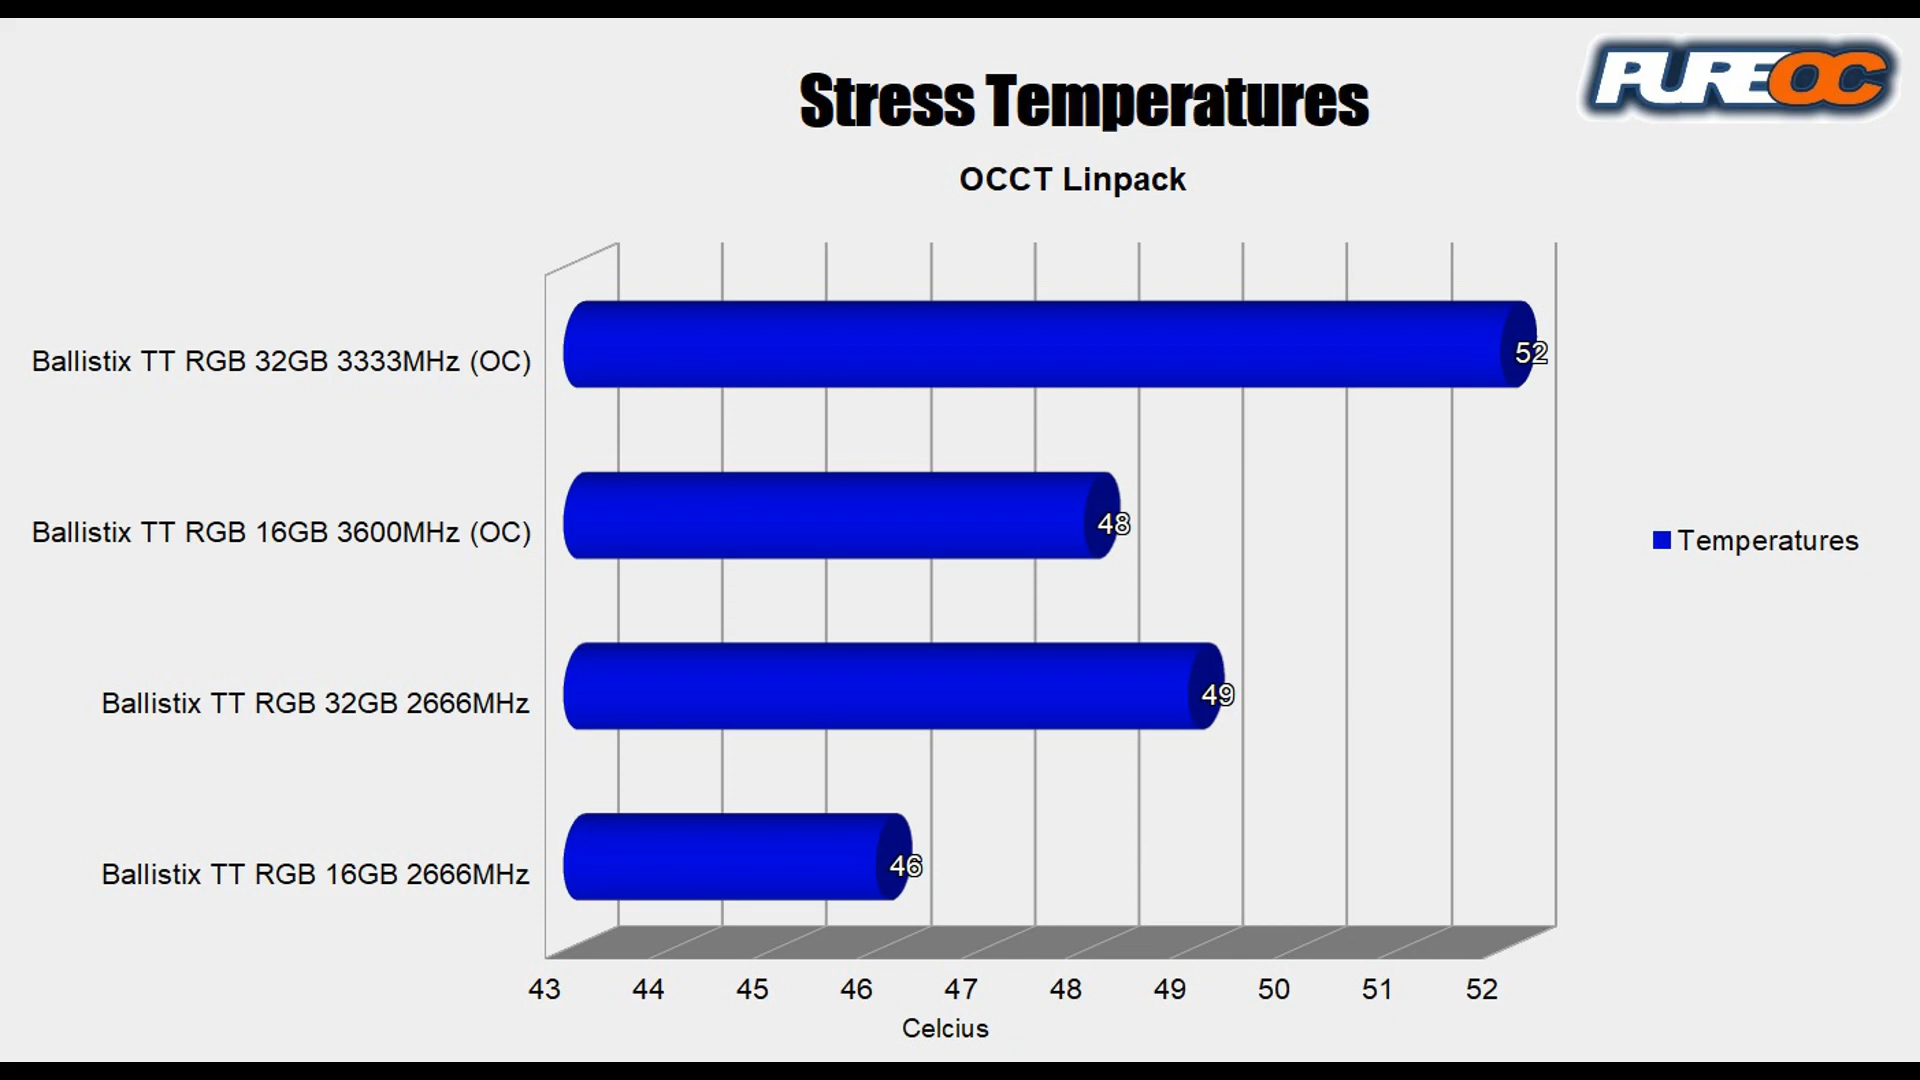 PUREOC
Stress Temperatures
OCCT Linpack
Ballistix TT RGB 32GB 3333MHz (OC)
52
Ballistix TT RGB 16GB 3600MHz (OC)
48
Temperatures
Ballistix TT RGB 32GB 2666MHz
49
Ballistix TT RGB 16GB 2666MHz
46
43 44 45 46 47 48 49 50 51 52
Celcius